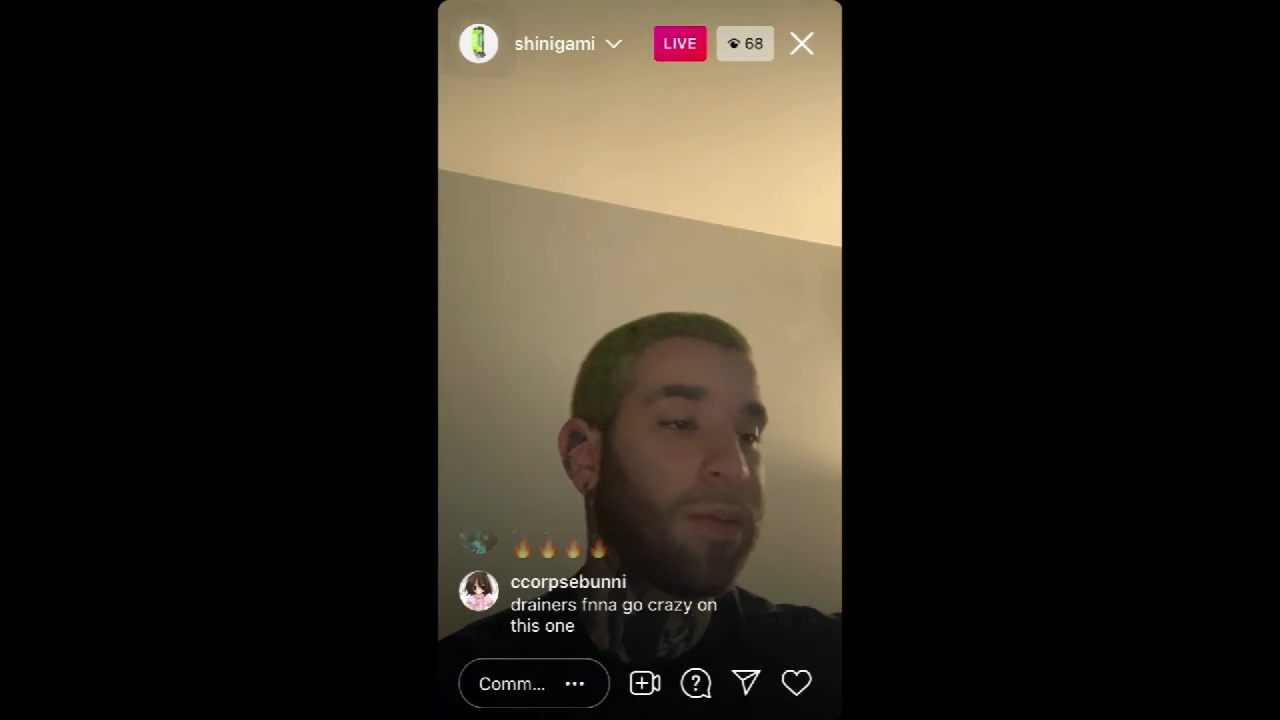 shinigami
LIVE
68
🔥🔥🔥🔥
ccorpsebunni
drainers fnna go crazy on
this one
Comm...